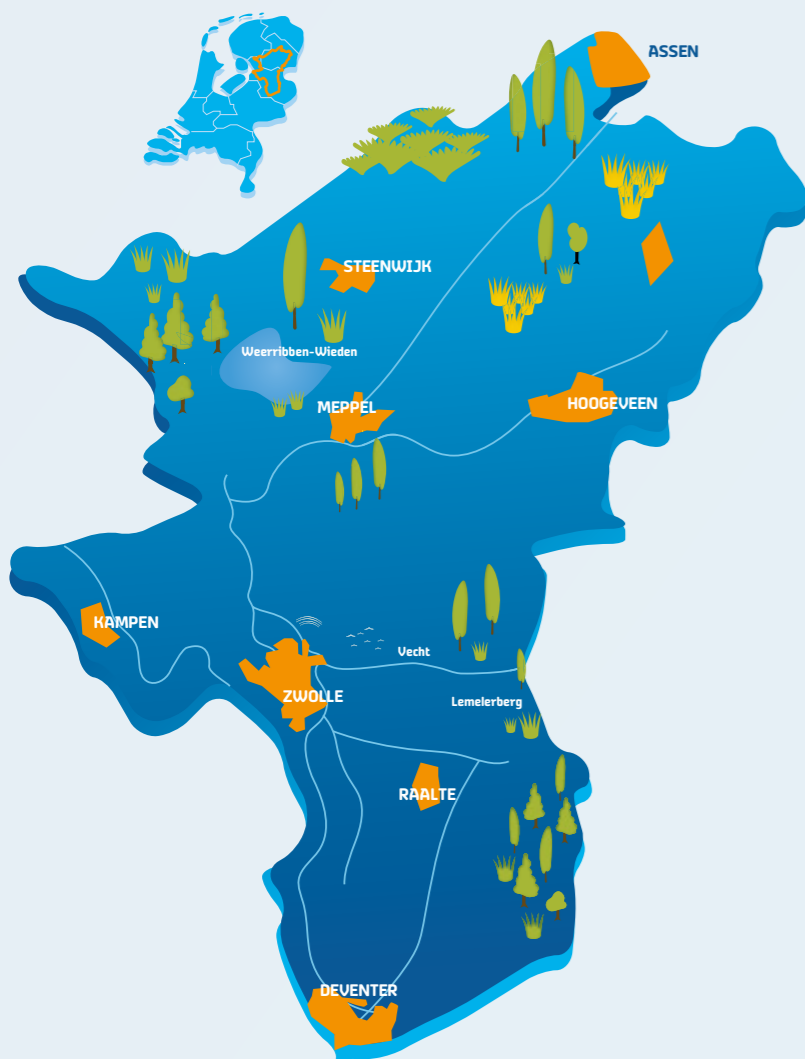 ASSEN
STEENWIJK
Weerribben-Wieden
MEPPEL
HOOGEVEEN
KAMPEN
Vecht
ZWOLLE
Lemelerberg
RAALTE
DEVENTER